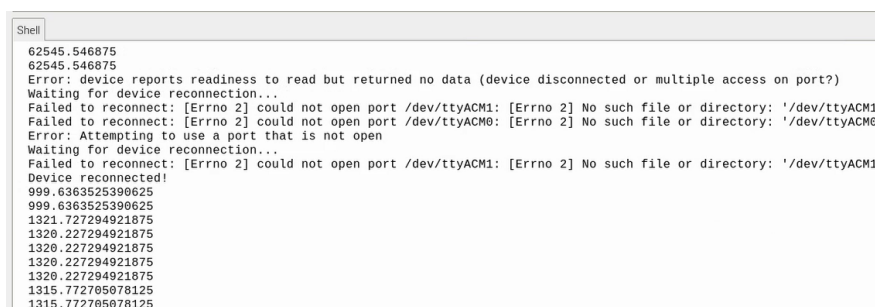 Shell
62545.546875
62545.546875
Error: device reports readiness to read but returned no data (device disconnected or multiple access on port?)
Waiting for device reconnection...
Failed to reconnect: [Errno 2] could not open port /dev/ttyACM1: [Errno 2] No such file or directory: '/dev/ttyACM1
Failed to reconnect: [Errno 2] could not open port /dev/ttyACM0: [Errno 2] No such file or directory: '/dev/ttyACM0
Error: Attempting to use a port that is not open
Waiting for device reconnection...
Failed to reconnect: [Errno 2] could not open port /dev/ttyACM1: [Errno 2] No such file or directory: '/dev/ttyACM1
Device reconnected!
999.6363525390625
999.6363525390625
1321.727294921875
1320.227294921875
1320.227294921875
1320.227294921875
1320.227294921875
1315.772705078125
1315.772705078125